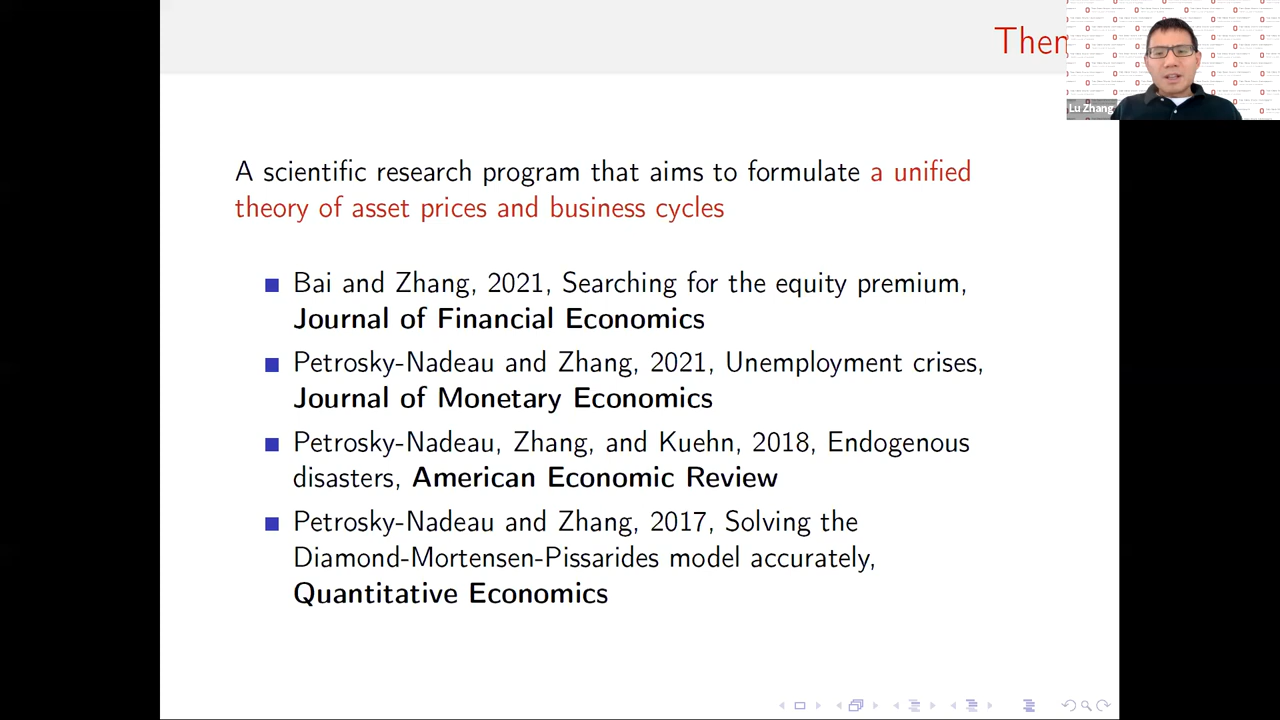 Them
Lu Zhang
A scientific research program that aims to formulate a unified
theory of asset prices and business cycles
Bai and Zhang, 2021, Searching for the equity premium,
Journal of Financial Economics
Petrosky-Nadeau and Zhang, 2021, Unemployment crises,
Journal of Monetary Economics
Petrosky-Nadeau, Zhang, and Kuehn, 2018, Endogenous
disasters, American Economic Review
Petrosky-Nadeau and Zhang, 2017, Solving the
Diamond-Mortensen-Pissarides model accurately,
Quantitative Economics